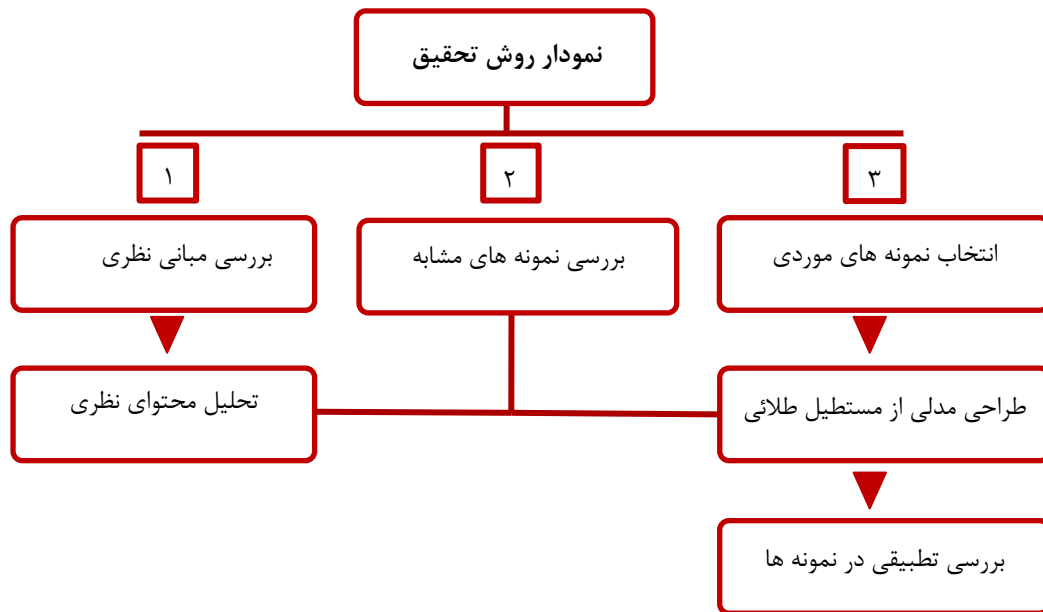 نمودار روش تحقیق
۱
۲
۳
بررسی مبانی نظری
بررسی نمونه های مشابه
انتخاب نمونه های موردی
تحلیل محتوای نظری
طراحی مدلی از مستطیل طلائی
بررسی تطبیقی در نمونه ها